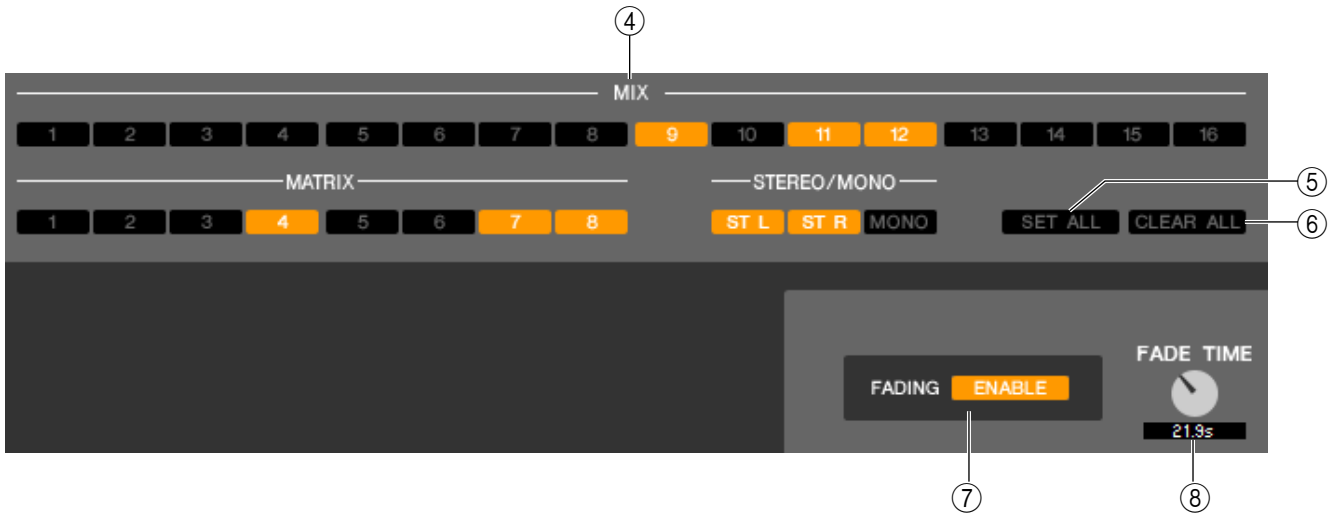 ④
MIX
1 2 3 4 5 6 7 8 9 10 11 12 13 14 15 16
MATRIX STEREO/MONO ⑤
1 2 3 4 5 6 7 8 ST L ST R MONO SET ALL CLEAR ALL ⑥
FADE TIME
FADING ENABLE
21.9s
⑦ ⑧